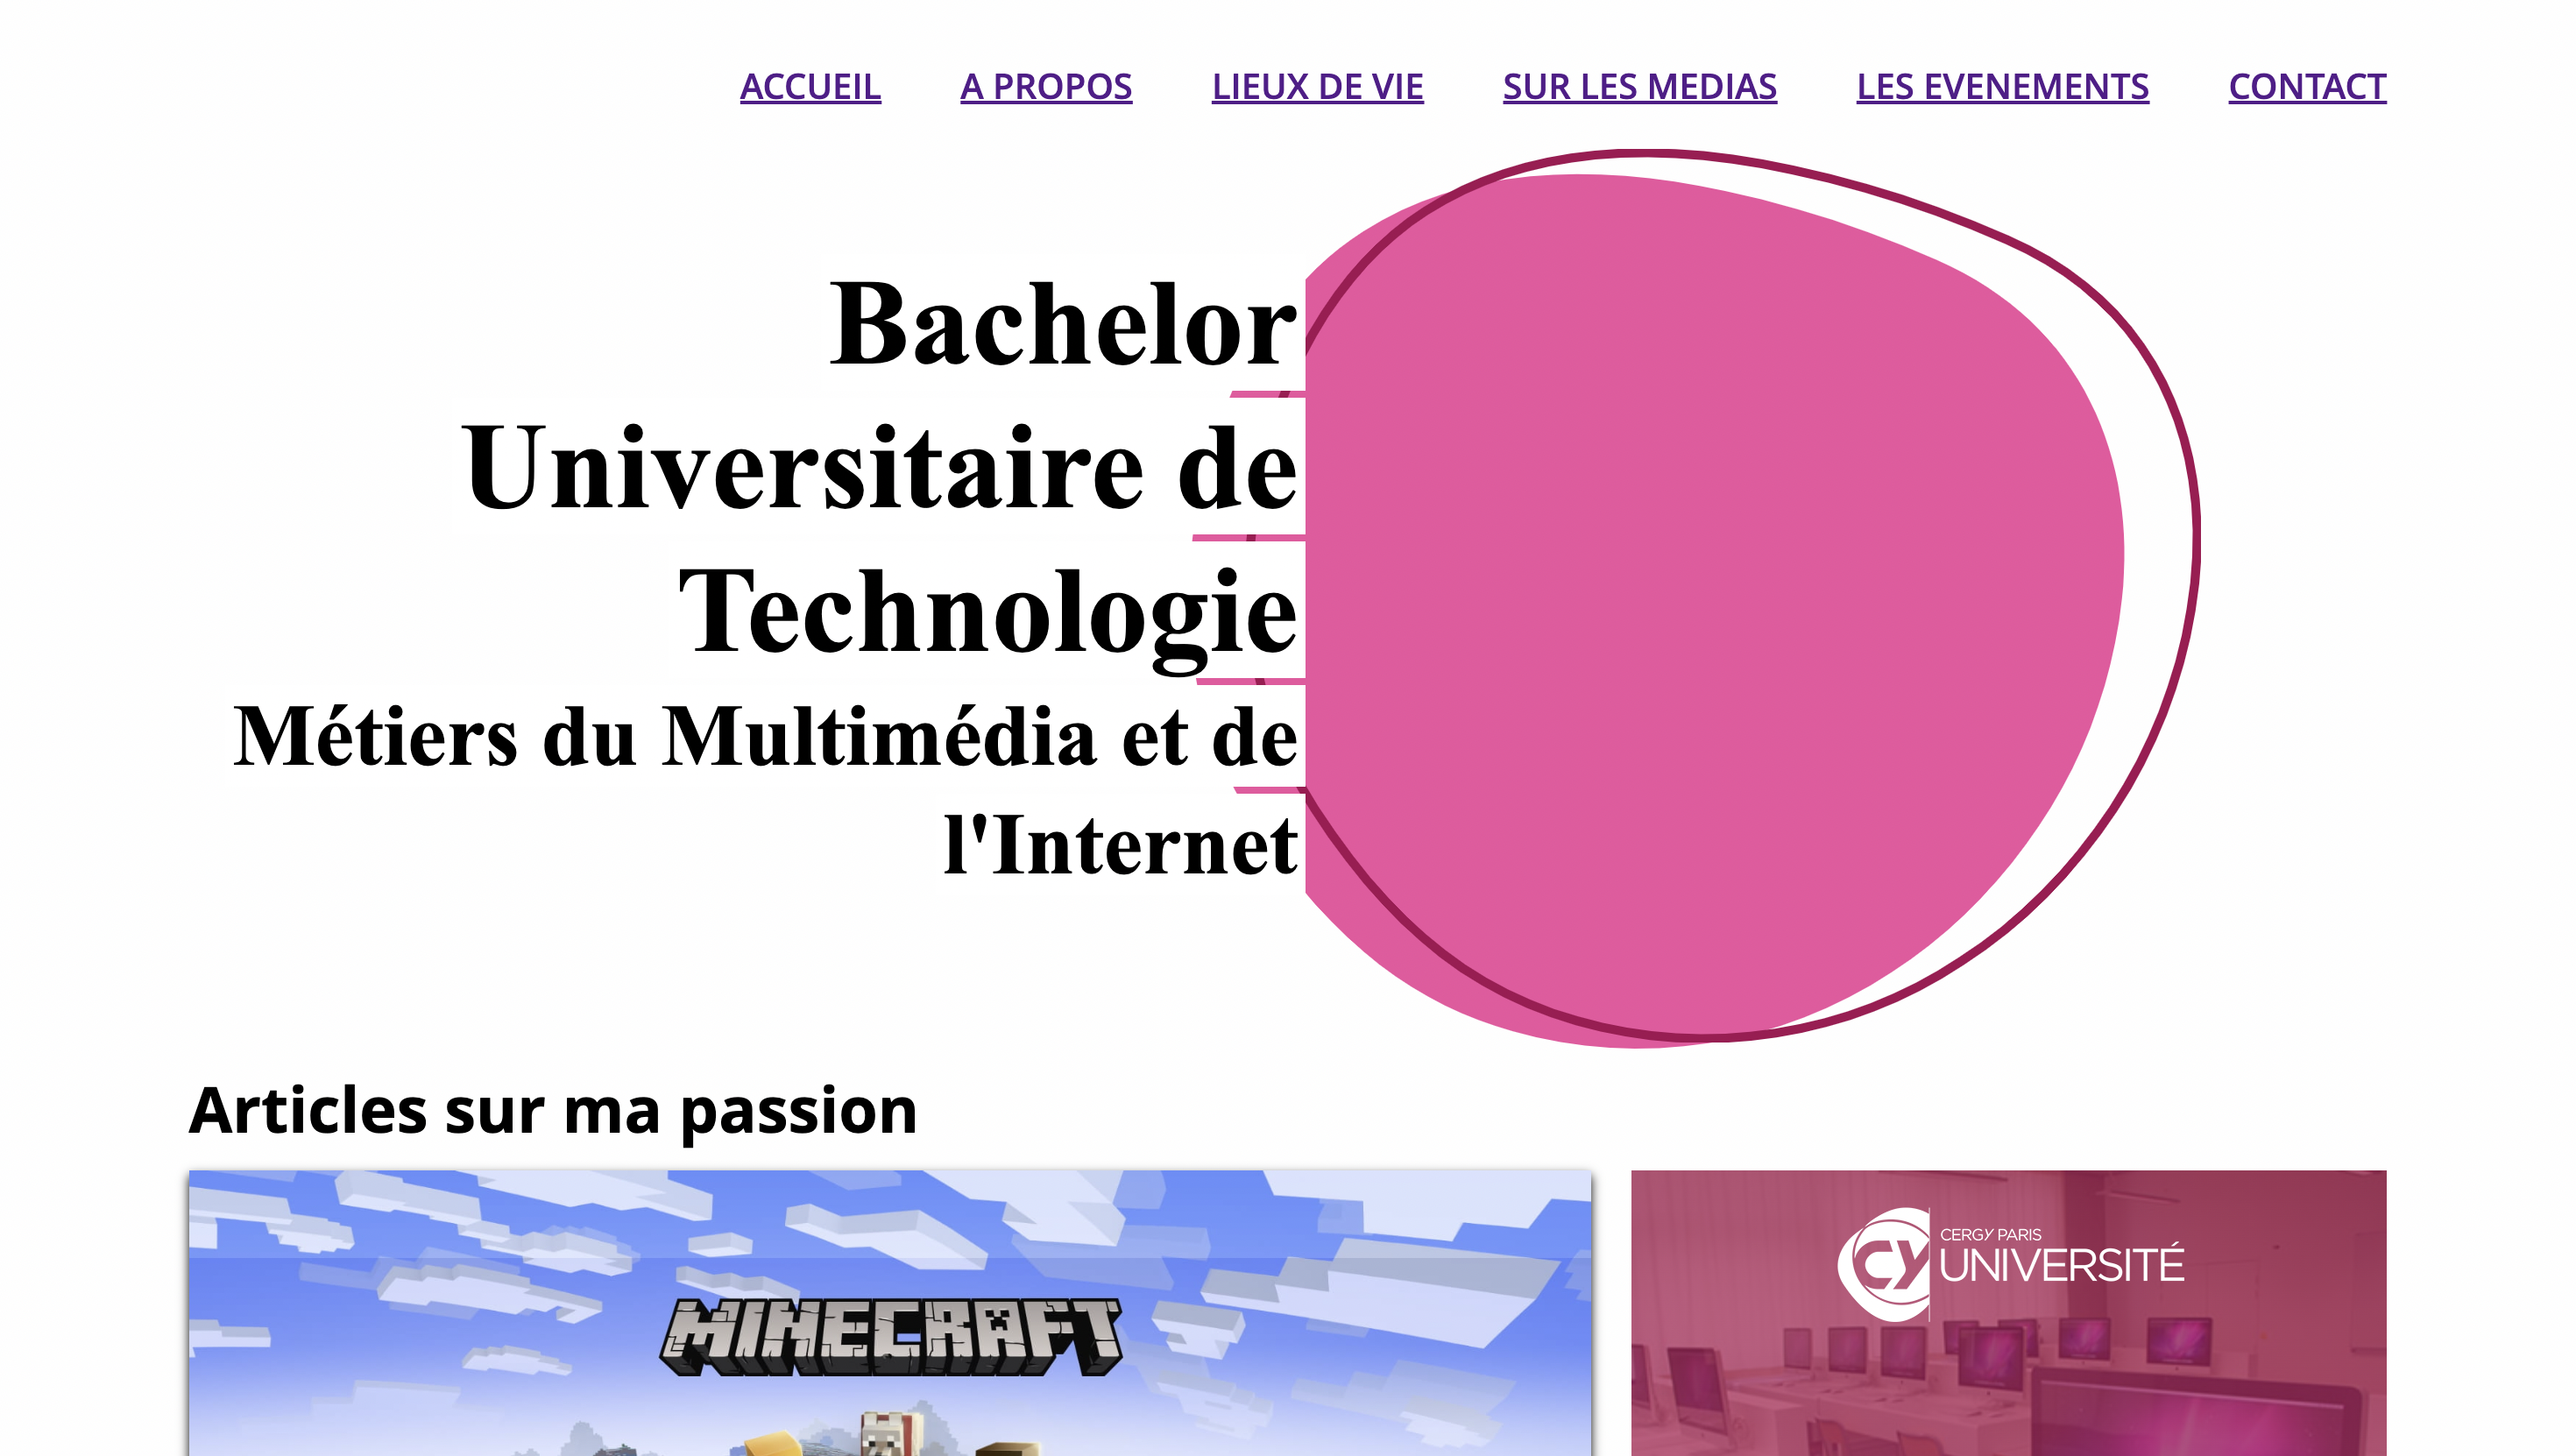 ACCUEIL A PROPOS LIEUX DE VIE SUR LES MEDIAS LES EVENEMENTS CONTACT
Bachelor
Universitaire de
Technologie
Métiers du Multimédia et de
l'Internet
Articles sur ma passion
MINECRAFT
CY CERGY PARIS
UNIVERSITÉ